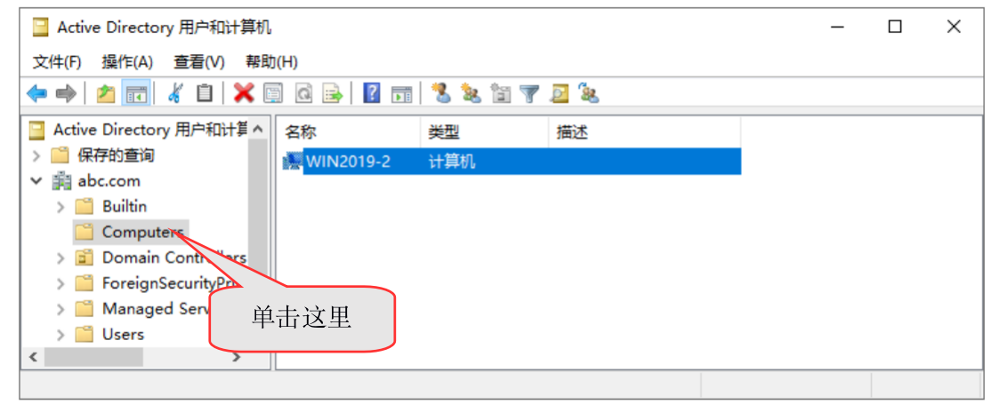 Active Directory 用户和计算机
文件(F) 操作(A) 查看(V) 帮助(H)
Active Directory 用户和计算
保存的查询
abc.com
Builtin
Computers
Domain Controllers
ForeignSecurityPri
Managed Serv
Users
名称 类型 描述
WIN2019-2 计算机
单击这里